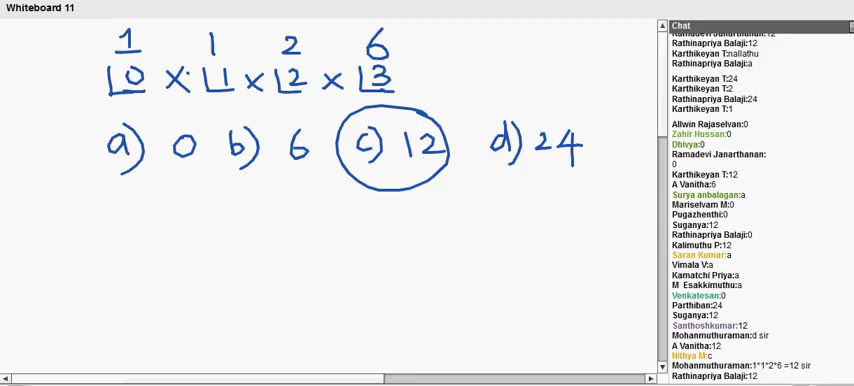 Whiteboard 11
1 1 2 6
⌊0 × ⌊1 × ⌊2 × ⌊3
a) 0 b) 6 c) 12 d) 24
Chat
Rathinapriya Balaji:12
Karthikeyan T:nallathu
Rathinapriya Balaji:a
Karthikeyan T:24
Karthikeyan T:2
Rathinapriya Balaji:24
Karthikeyan T:1
Allwin Rajaselvan:0
Zahir Hussan:0
Dhivya:0
Ramadevi Janarthanan:
0
Karthikeyan T:12
A Vanitha:6
Surya anbalagan:a
Mariselvam M:0
Pugazhenthi:0
Suganya:12
Rathinapriya Balaji:0
Kalimuthu P:12
Saran Kumar:a
Vimala V:a
Kamatchi Priya:a
M Esakkimuthu:a
Venkatesan:0
Parthiban:24
Suganya:12
Santhoshkumar:12
Mohanmuthuraman:d sir
A Vanitha:12
Nithya M:c
Mohanmuthuraman:1*1*2*6 =12 sir
Rathinapriya Balaji:12